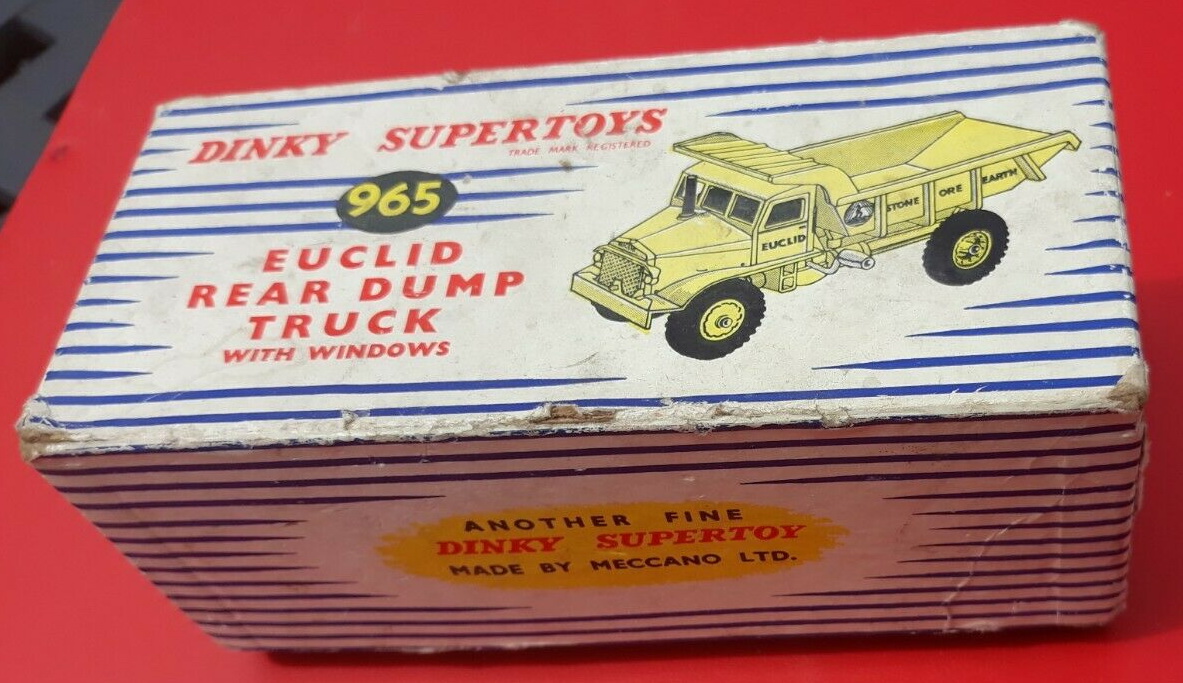 DINKY SUPERTOYS
TRADE MARK REGISTERED
965
EUCLID
REAR DUMP
TRUCK
WITH WINDOWS
EUCLID
STONE ORE EARTH
ANOTHER FINE
DINKY SUPERTOY
MADE BY MECCANO LTD.